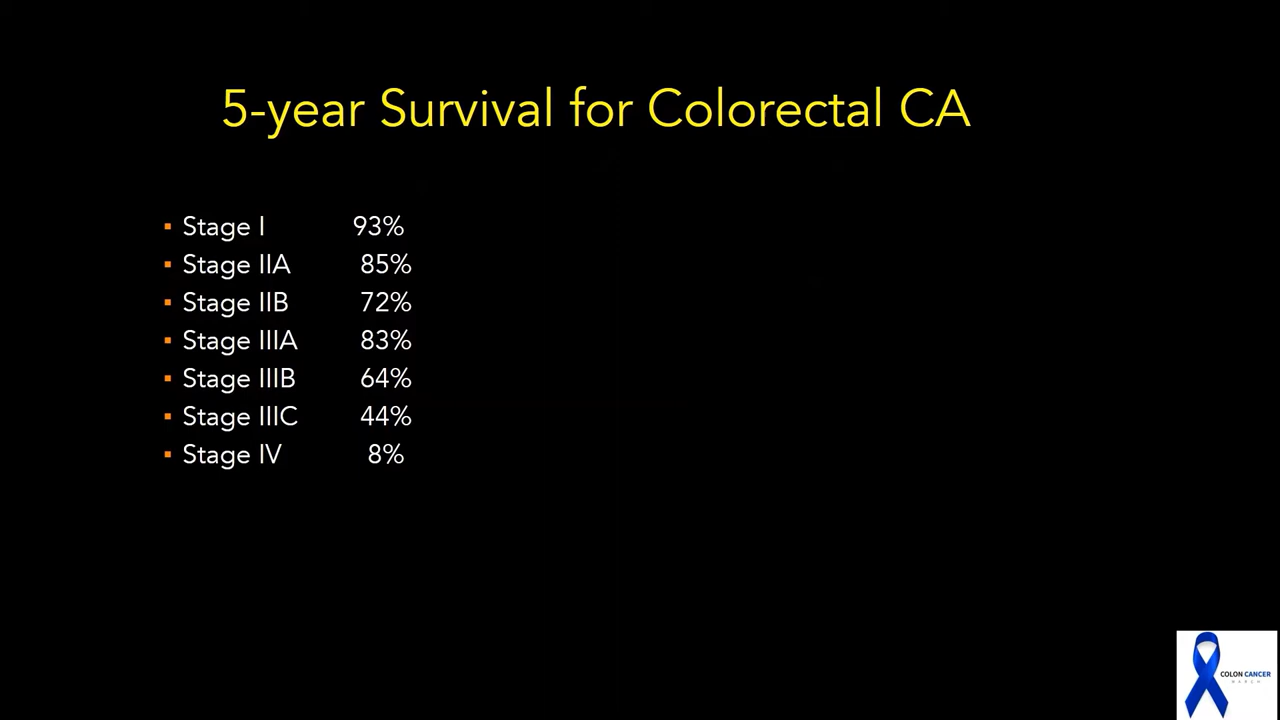 5-year Survival for Colorectal CA
▪ Stage I 93%
▪ Stage IIA 85%
▪ Stage IIB 72%
▪ Stage IIIA 83%
▪ Stage IIIB 64%
▪ Stage IIIC 44%
▪ Stage IV 8%
COLON CANCER
MARCH